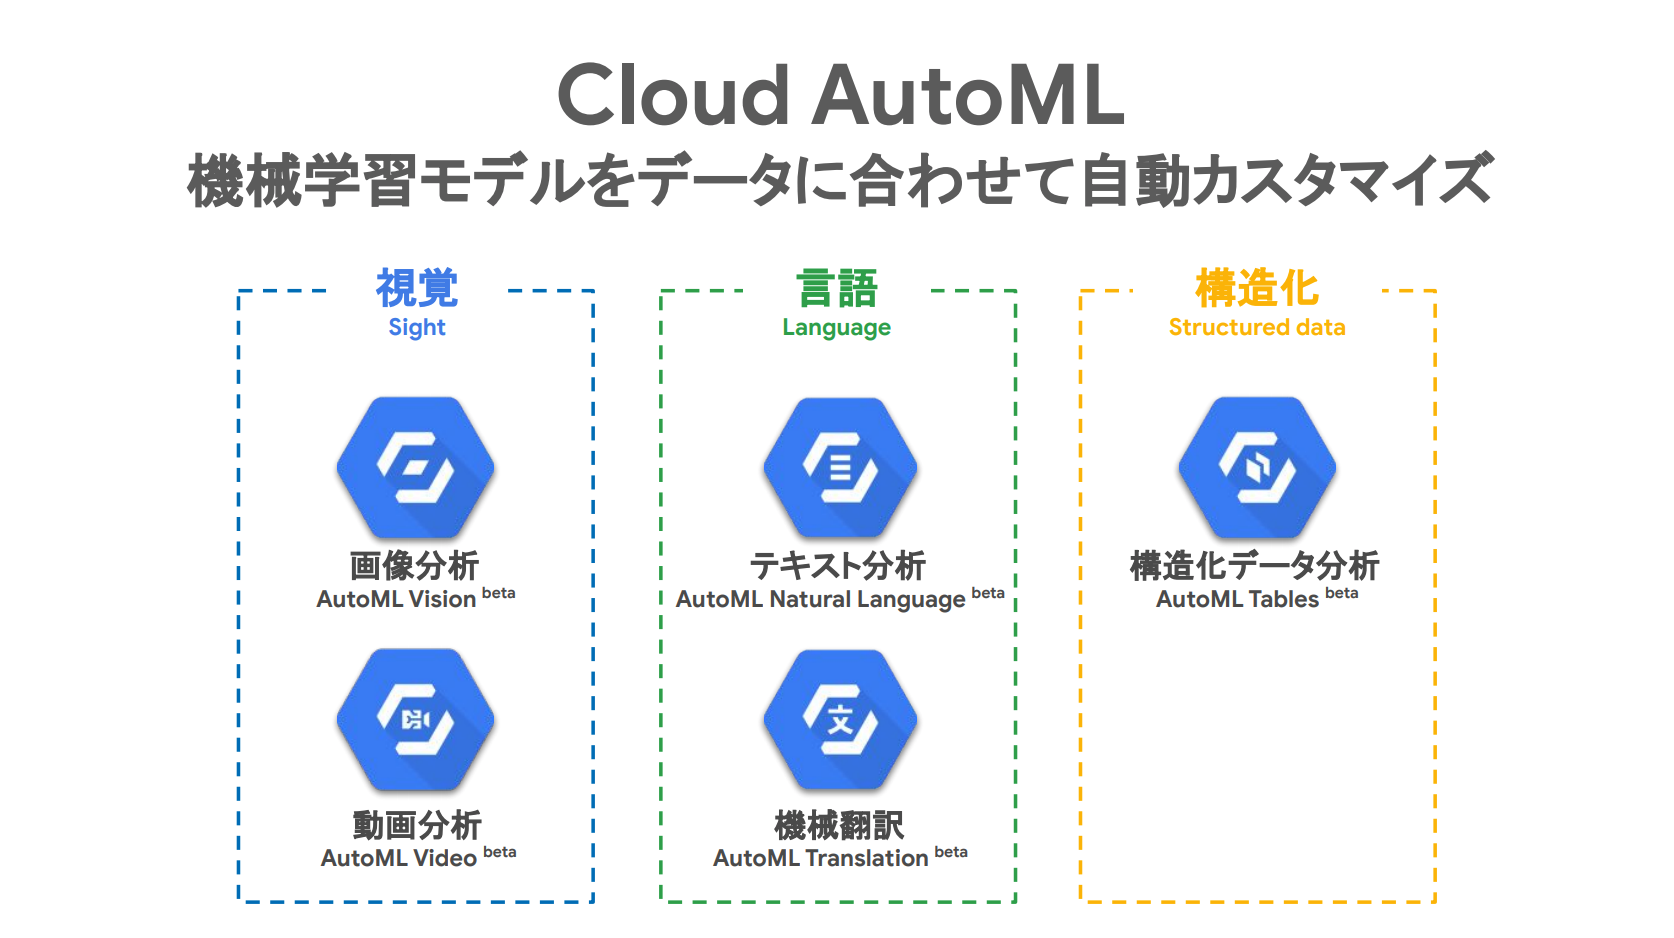 Cloud AutoML
機械学習モデルをデータに合わせて自動カスタマイズ
視覚
Sight
画像分析
AutoML Vision beta
動画分析
AutoML Video beta
言語
Language
テキスト分析
AutoML Natural Language beta
文
機械翻訳
AutoML Translation beta
構造化
Structured data
構造化データ分析
AutoML Tables beta